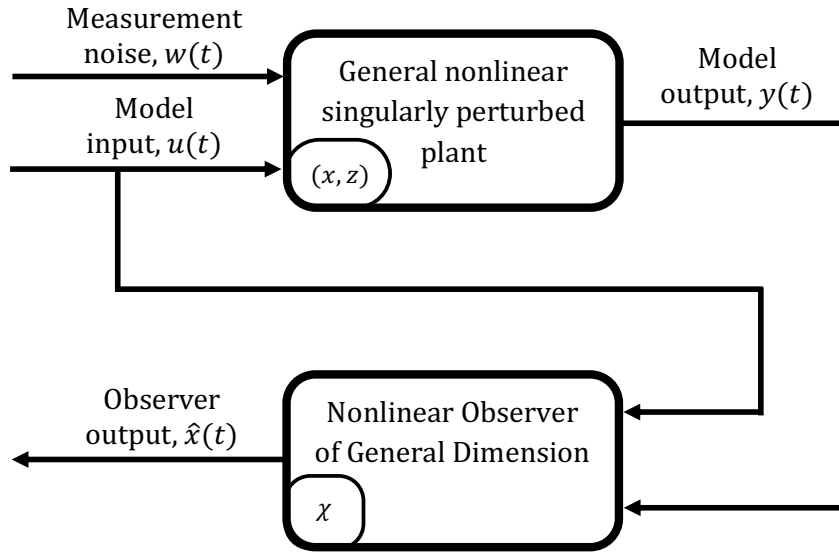 Measurement
noise, w(t)
General nonlinear
singularly perturbed
plant
(x, z)
Model
output, y(t)
Model
input, u(t)
Observer
output, x̂(t)
Nonlinear Observer
of General Dimension
χ